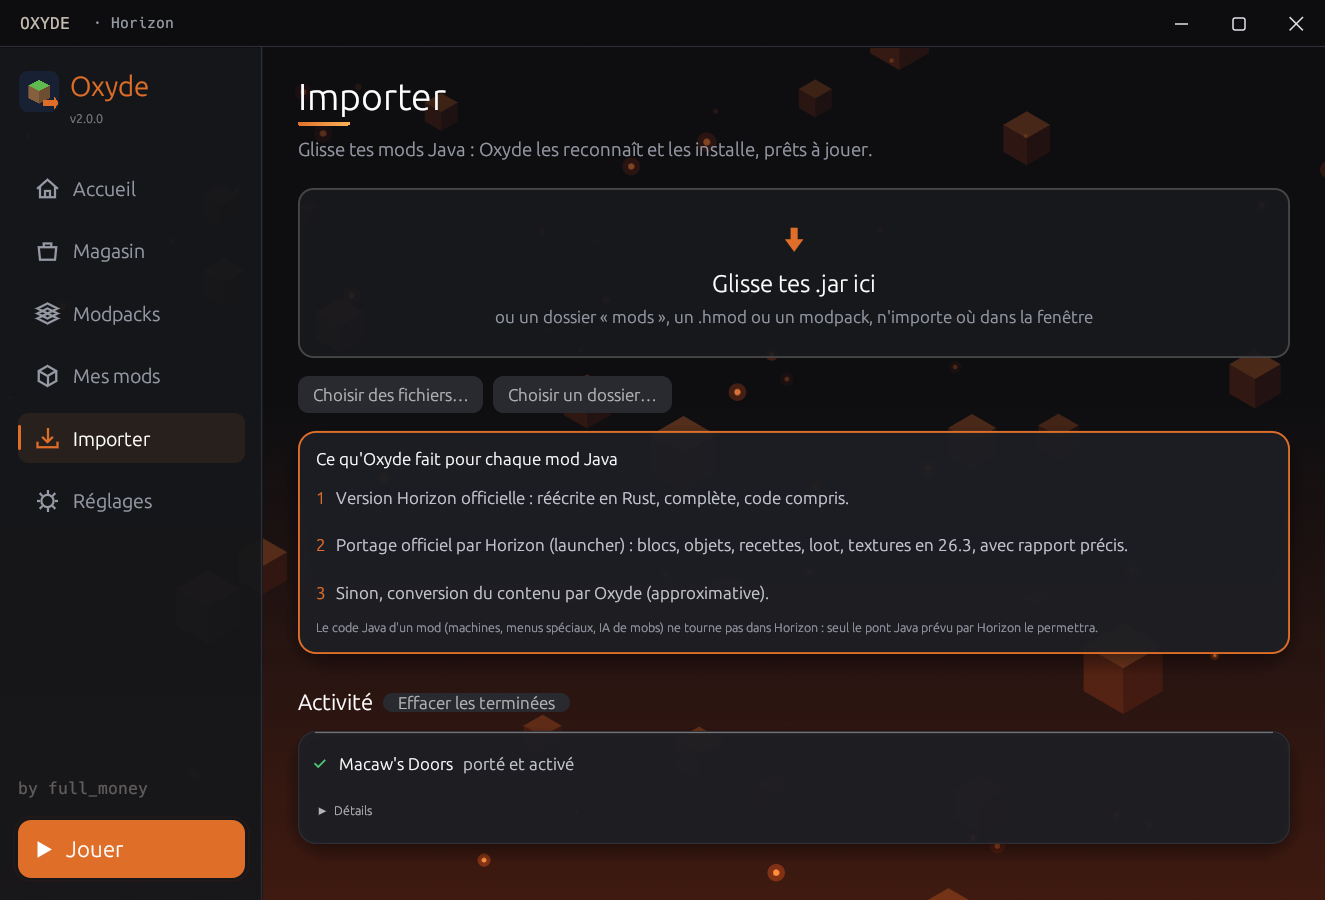 OXYDE · Horizon
Oxyde
v2.0.0
Accueil
Magasin
Modpacks
Mes mods
Importer
Réglages
by full_money
Jouer
Importer
Glisse tes mods Java : Oxyde les reconnaît et les installe, prêts à jouer.
Glisse tes .jar ici
ou un dossier « mods », un .hmod ou un modpack, n'importe où dans la fenêtre
Choisir des fichiers... Choisir un dossier...
Ce qu'Oxyde fait pour chaque mod Java
1 Version Horizon officielle : réécrite en Rust, complète, code compris.
2 Portage officiel par Horizon (launcher) : blocs, objets, recettes, loot, textures en 26.3, avec rapport précis.
3 Sinon, conversion du contenu par Oxyde (approximative).
Le code Java d'un mod (machines, menus spéciaux, IA de mobs) ne tourne pas dans Horizon : seul le pont Java prévu par Horizon le permettra.
Activité Effacer les terminées
Macaw's Doors porté et activé
Détails